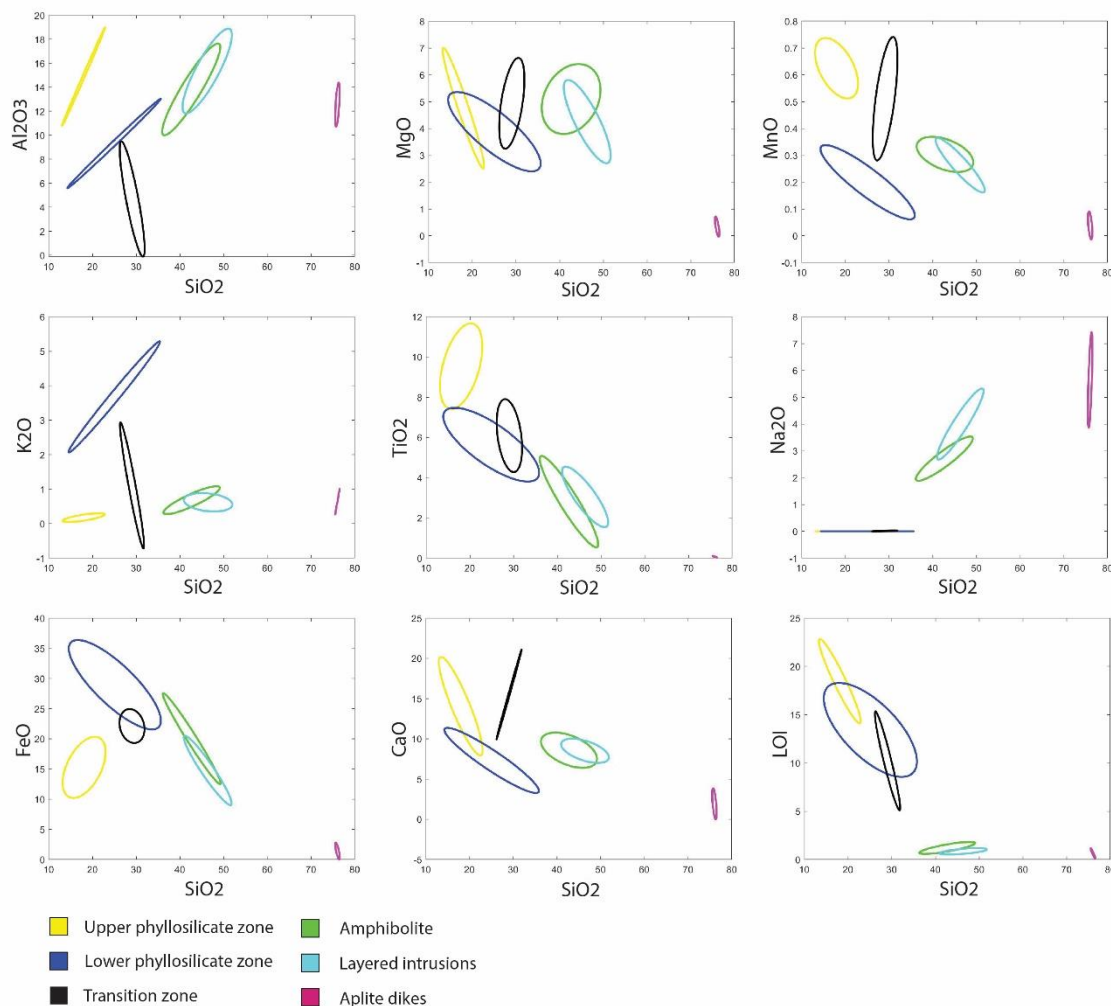 Al2O3
20
18
16
14
12
10
8
6
4
2
0
10 20 30 40 50 60 70 80
SiO2
MgO
8
7
6
5
4
3
2
1
0
-1
10 20 30 40 50 60 70 80
SiO2
MnO
0.8
0.7
0.6
0.5
0.4
0.3
0.2
0.1
0
-0.1
10 20 30 40 50 60 70 80
SiO2
K2O
6
5
4
3
2
1
0
-1
10 20 30 40 50 60 70 80
SiO2
TiO2
12
10
8
6
4
2
0
10 20 30 40 50 60 70 80
SiO2
Na2O
8
7
6
5
4
3
2
1
0
-1
10 20 30 40 50 60 70 80
SiO2
FeO
40
35
30
25
20
15
10
5
0
10 20 30 40 50 60 70 80
SiO2
CaO
25
20
15
10
5
0
-5
10 20 30 40 50 60 70 80
SiO2
LOI
25
20
15
10
5
0
10 20 30 40 50 60 70 80
SiO2
Upper phyllosilicate zone
Lower phyllosilicate zone
Transition zone
Amphibolite
Layered intrusions
Aplite dikes